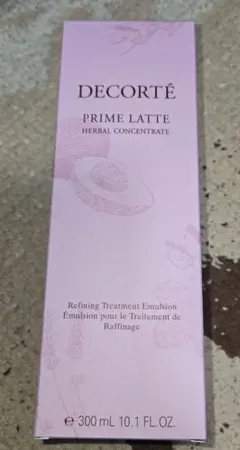 DECORTÉ
PRIME LATTE
HERBAL CONCENTRATE
Refining Treatment Emulsion
Émulsion pour le Traitement de
Raffinage
e 300 mL 10.1 FL.OZ.